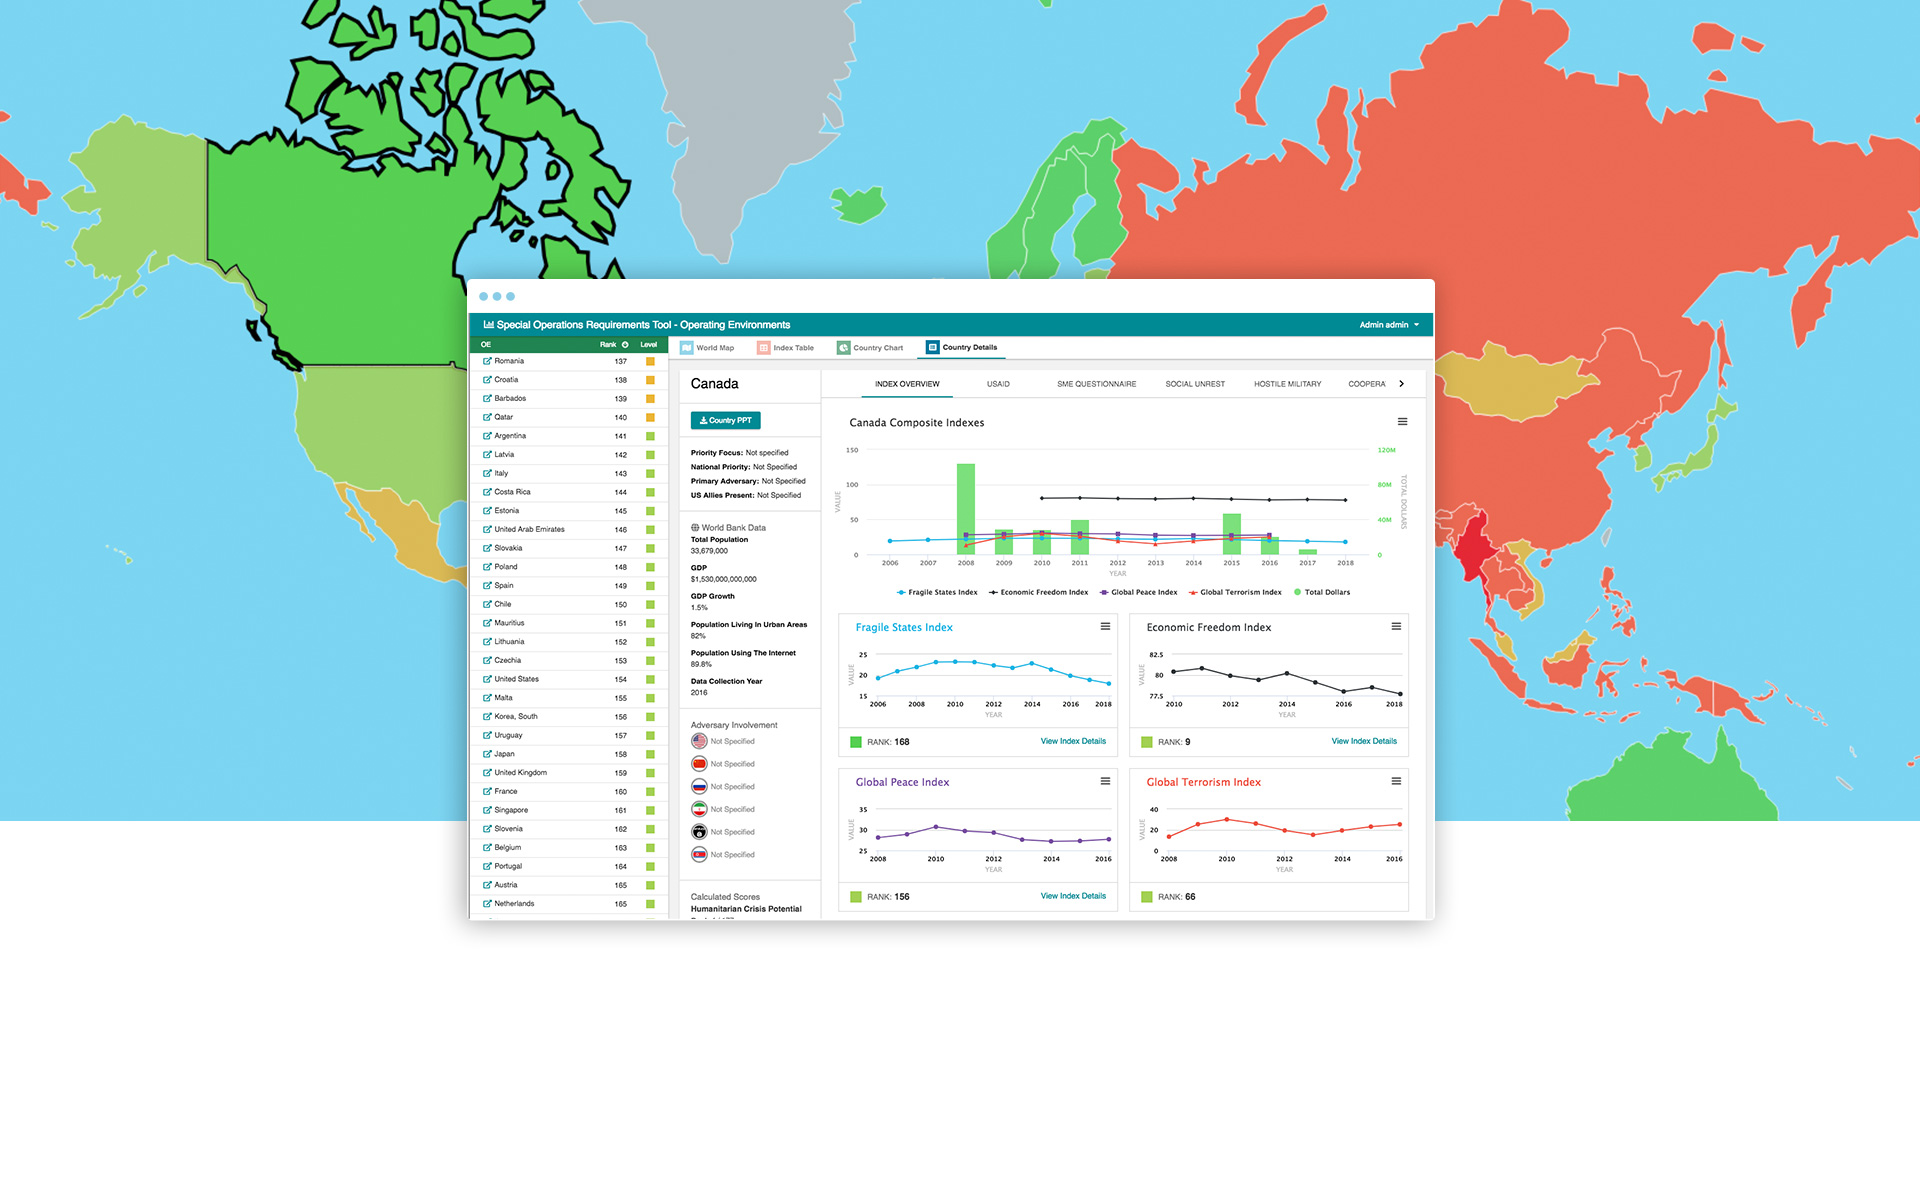 Special Operations Requirements Tool - Operating Environments
Admin admin
OE Rank Level
Romania 137
Croatia 138
Barbados 139
Qatar 140
Argentina 141
Latvia 142
Italy 143
Costa Rica 144
Estonia 145
United Arab Emirates 146
Slovakia 147
Poland 148
Spain 149
Chile 150
Mauritius 151
Lithuania 152
Czechia 153
United States 154
Malta 155
Korea, South 156
Uruguay 157
Japan 158
United Kingdom 159
France 160
Singapore 161
Slovenia 162
Belgium 163
Portugal 164
Austria 165
Netherlands 165
World Map Index Table Country Chart Country Details
Canada
Country PPT
Priority Focus: Not specified
National Priority: Not Specified
Primary Adversary: Not Specified
US Allies Present: Not Specified
World Bank Data
Total Population
33,679,000
GDP
$1,530,000,000,000
GDP Growth
1.5%
Population Living In Urban Areas
82%
Population Using The Internet
89.8%
Data Collection Year
2016
Adversary Involvement
Not Specified
Not Specified
Not Specified
Not Specified
Not Specified
Not Specified
Calculated Scores
Humanitarian Crisis Potential
INDEX OVERVIEW USAID SME QUESTIONNAIRE SOCIAL UNREST HOSTILE MILITARY COOPERA
Canada Composite Indexes
150 120M
100 80M
50 40M
0 0
VALUE
TOTAL DOLLARS
2006 2007 2008 2009 2010 2011 2012 2013 2014 2015 2016 2017 2018
YEAR
Fragile States Index Economic Freedom Index Global Peace Index Global Terrorism Index Total Dollars
Fragile States Index
25
20
15
VALUE
2006 2008 2010 2012 2014 2016 2018
YEAR
RANK: 168 View Index Details
Economic Freedom Index
82.5
80
77.5
VALUE
2010 2012 2014 2016 2018
YEAR
RANK: 9 View Index Details
Global Peace Index
35
30
25
VALUE
2008 2010 2012 2014 2016
YEAR
RANK: 156 View Index Details
Global Terrorism Index
40
20
0
VALUE
2008 2010 2012 2014 2016
YEAR
RANK: 66